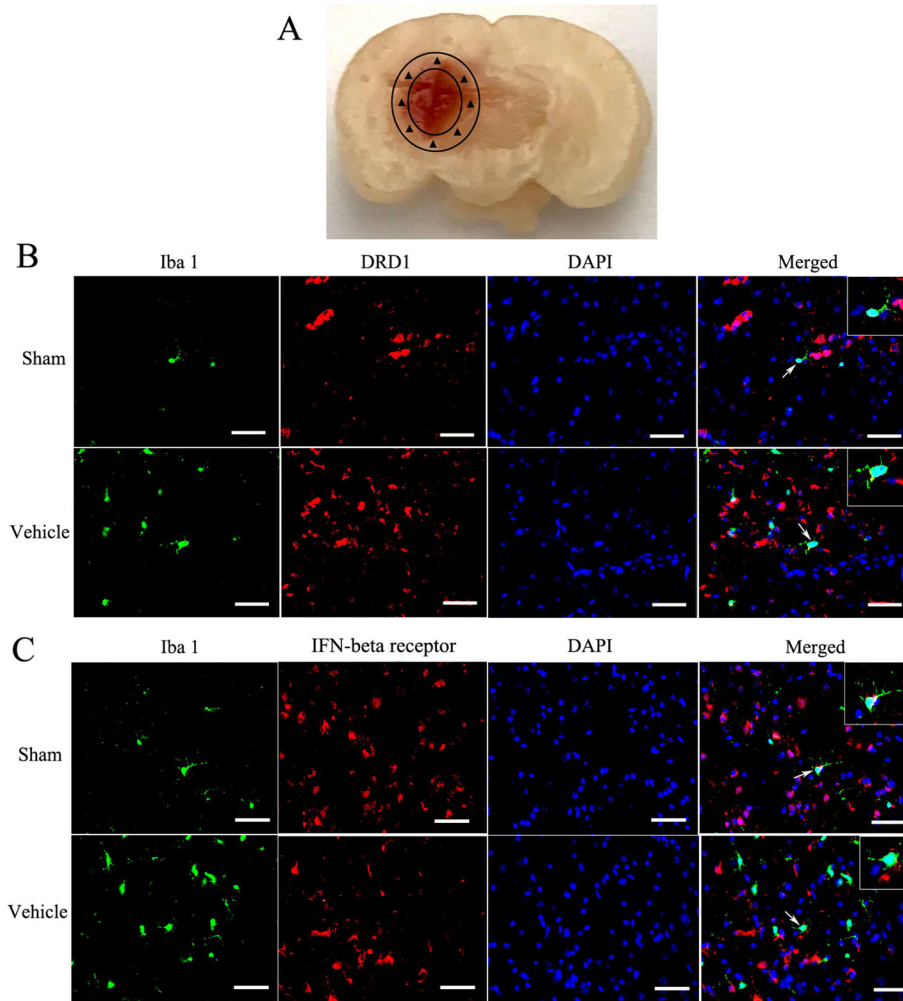 A
B
Iba 1 DRD1 DAPI Merged
Sham
Vehicle
C
Iba 1 IFN-beta receptor DAPI Merged
Sham
Vehicle